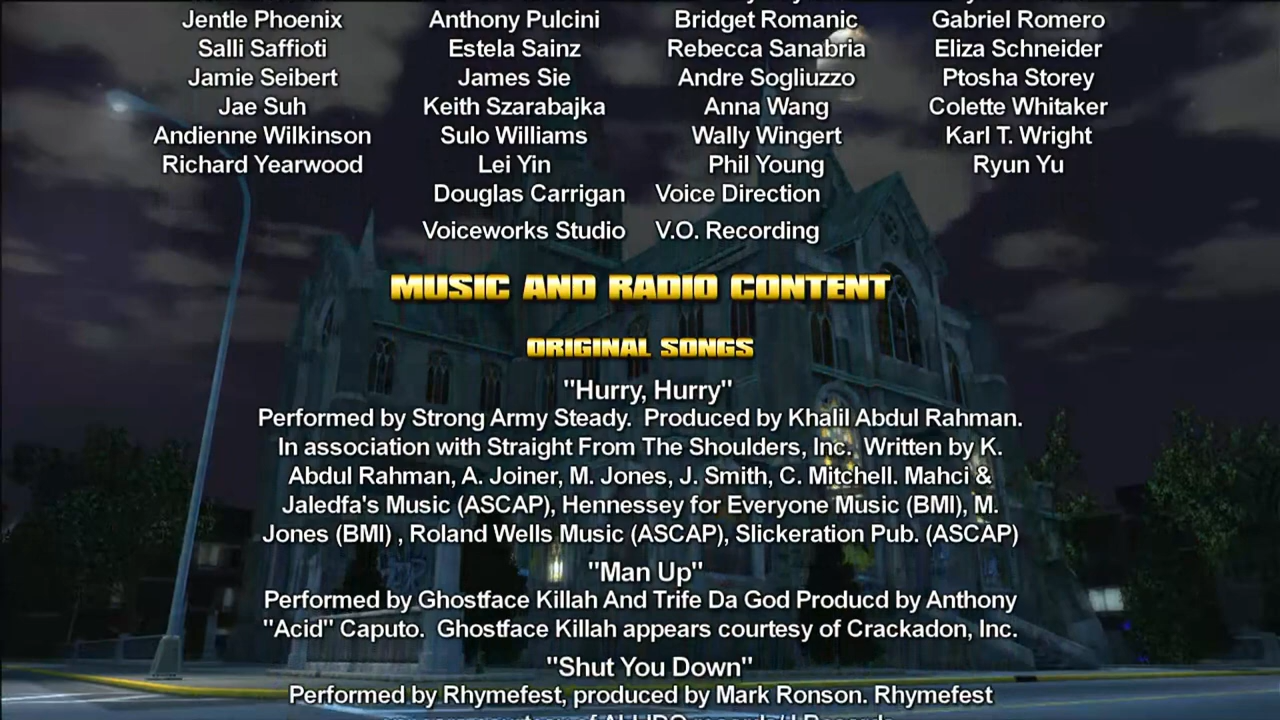 Jentle Phoenix Anthony Pulcini Bridget Romanic Gabriel Romero
Salli Saffioti Estela Sainz Rebecca Sanabria Eliza Schneider
Jamie Seibert James Sie Andre Sogliuzzo Ptosha Storey
Jae Suh Keith Szarabajka Anna Wang Colette Whitaker
Andienne Wilkinson Sulo Williams Wally Wingert Karl T. Wright
Richard Yearwood Lei Yin Phil Young Ryun Yu
Douglas Carrigan Voice Direction
Voiceworks Studio V.O. Recording
MUSIC AND RADIO CONTENT
ORIGINAL SONGS
"Hurry, Hurry"
Performed by Strong Army Steady. Produced by Khalil Abdul Rahman.
In association with Straight From The Shoulders, Inc. Written by K.
Abdul Rahman, A. Joiner, M. Jones, J. Smith, C. Mitchell. Mahci &
Jaledfa's Music (ASCAP), Hennessey for Everyone Music (BMI), M.
Jones (BMI) , Roland Wells Music (ASCAP), Slickeration Pub. (ASCAP)
"Man Up"
Performed by Ghostface Killah And Trife Da God Producd by Anthony
"Acid" Caputo. Ghostface Killah appears courtesy of Crackadon, Inc.
"Shut You Down"
Performed by Rhymefest, produced by Mark Ronson. Rhymefest